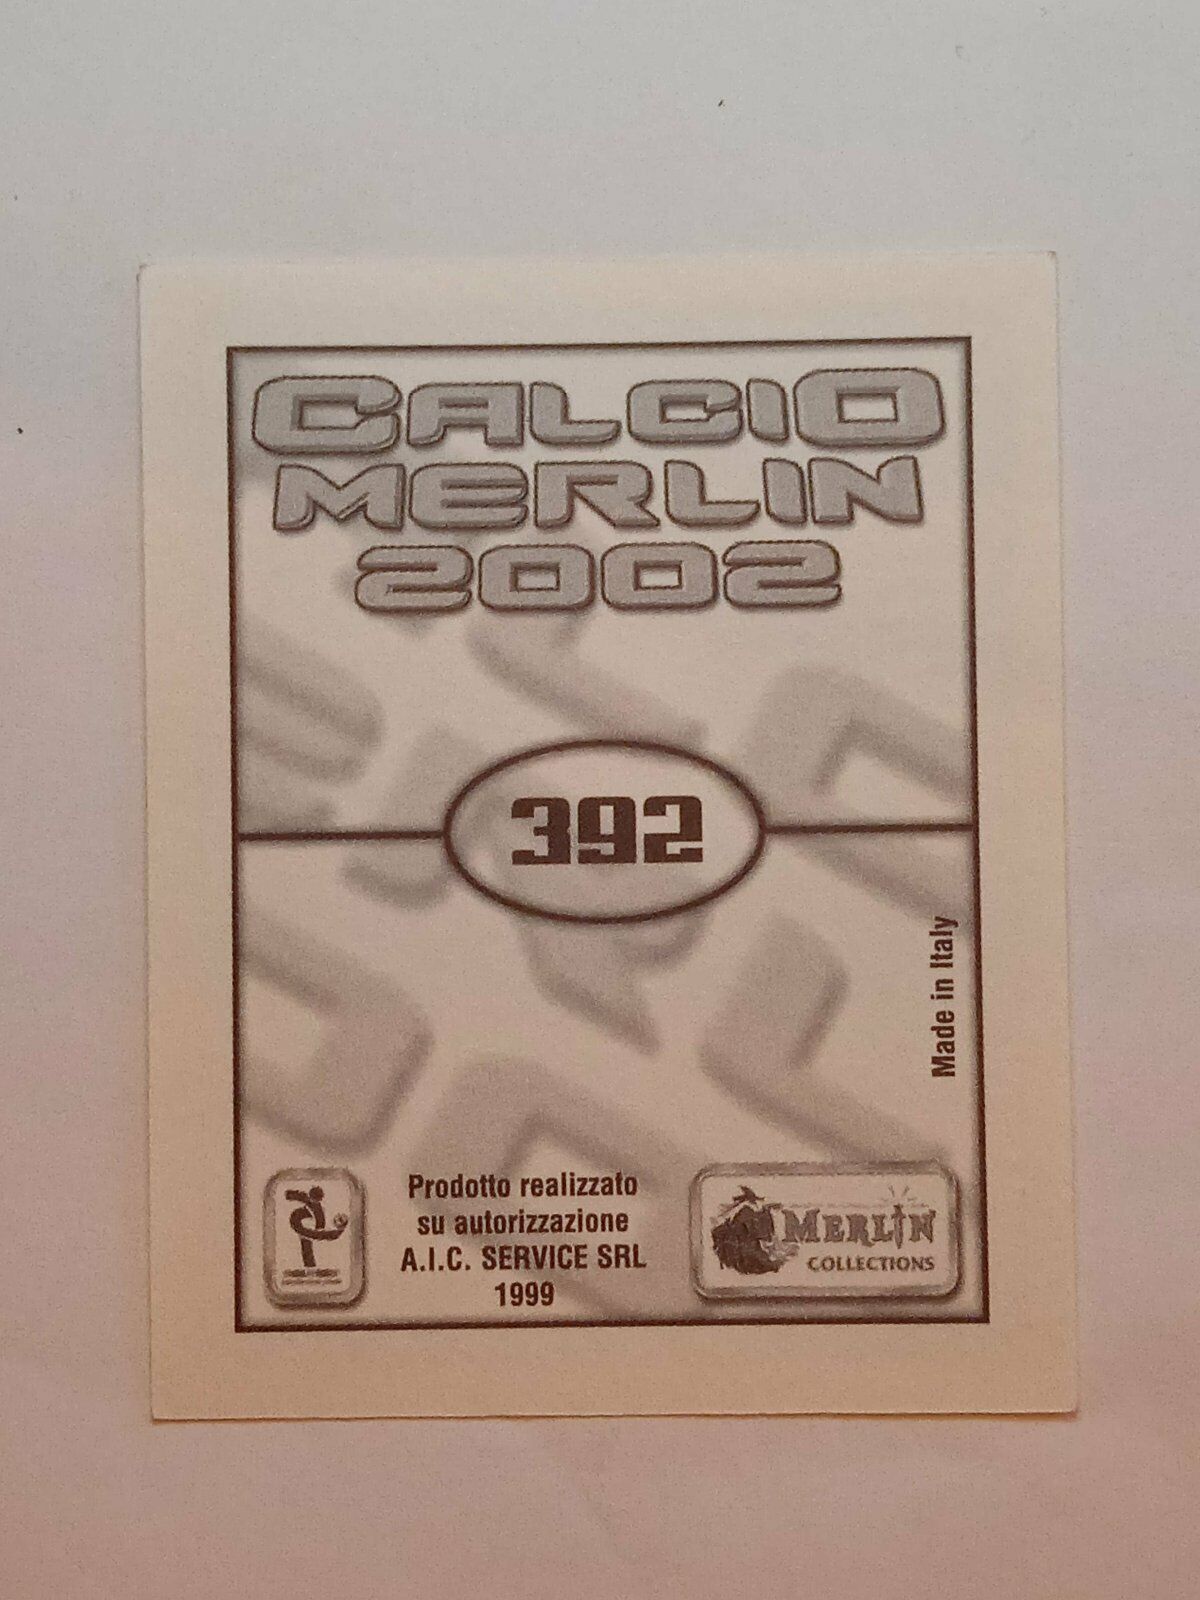 CALCIO
MERLIN
2002
392
Made in Italy
Prodotto realizzato
su autorizzazione
A.I.C. SERVICE SRL
1999
MERLIN
COLLECTIONS